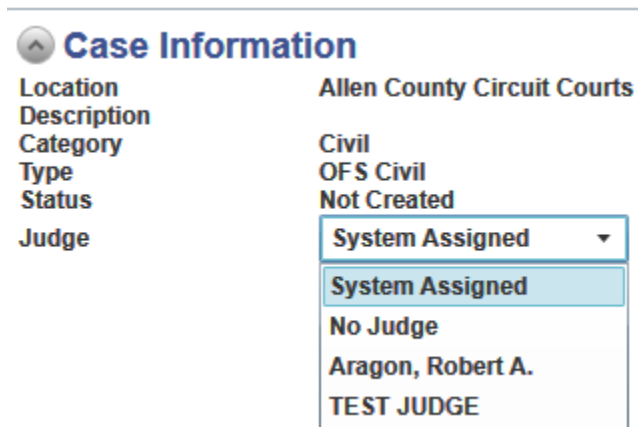 Case Information
Location Allen County Circuit Courts
Description
Category Civil
Type OFS Civil
Status Not Created
Judge System Assigned
System Assigned
No Judge
Aragon, Robert A.
TEST JUDGE